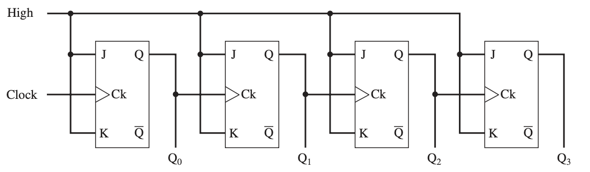 High
J Q J Q J Q J Q
Clock Ck Ck Ck Ck
K Q̅ K Q̅ K Q̅ K Q̅
Q₀ Q₁ Q₂ Q₃